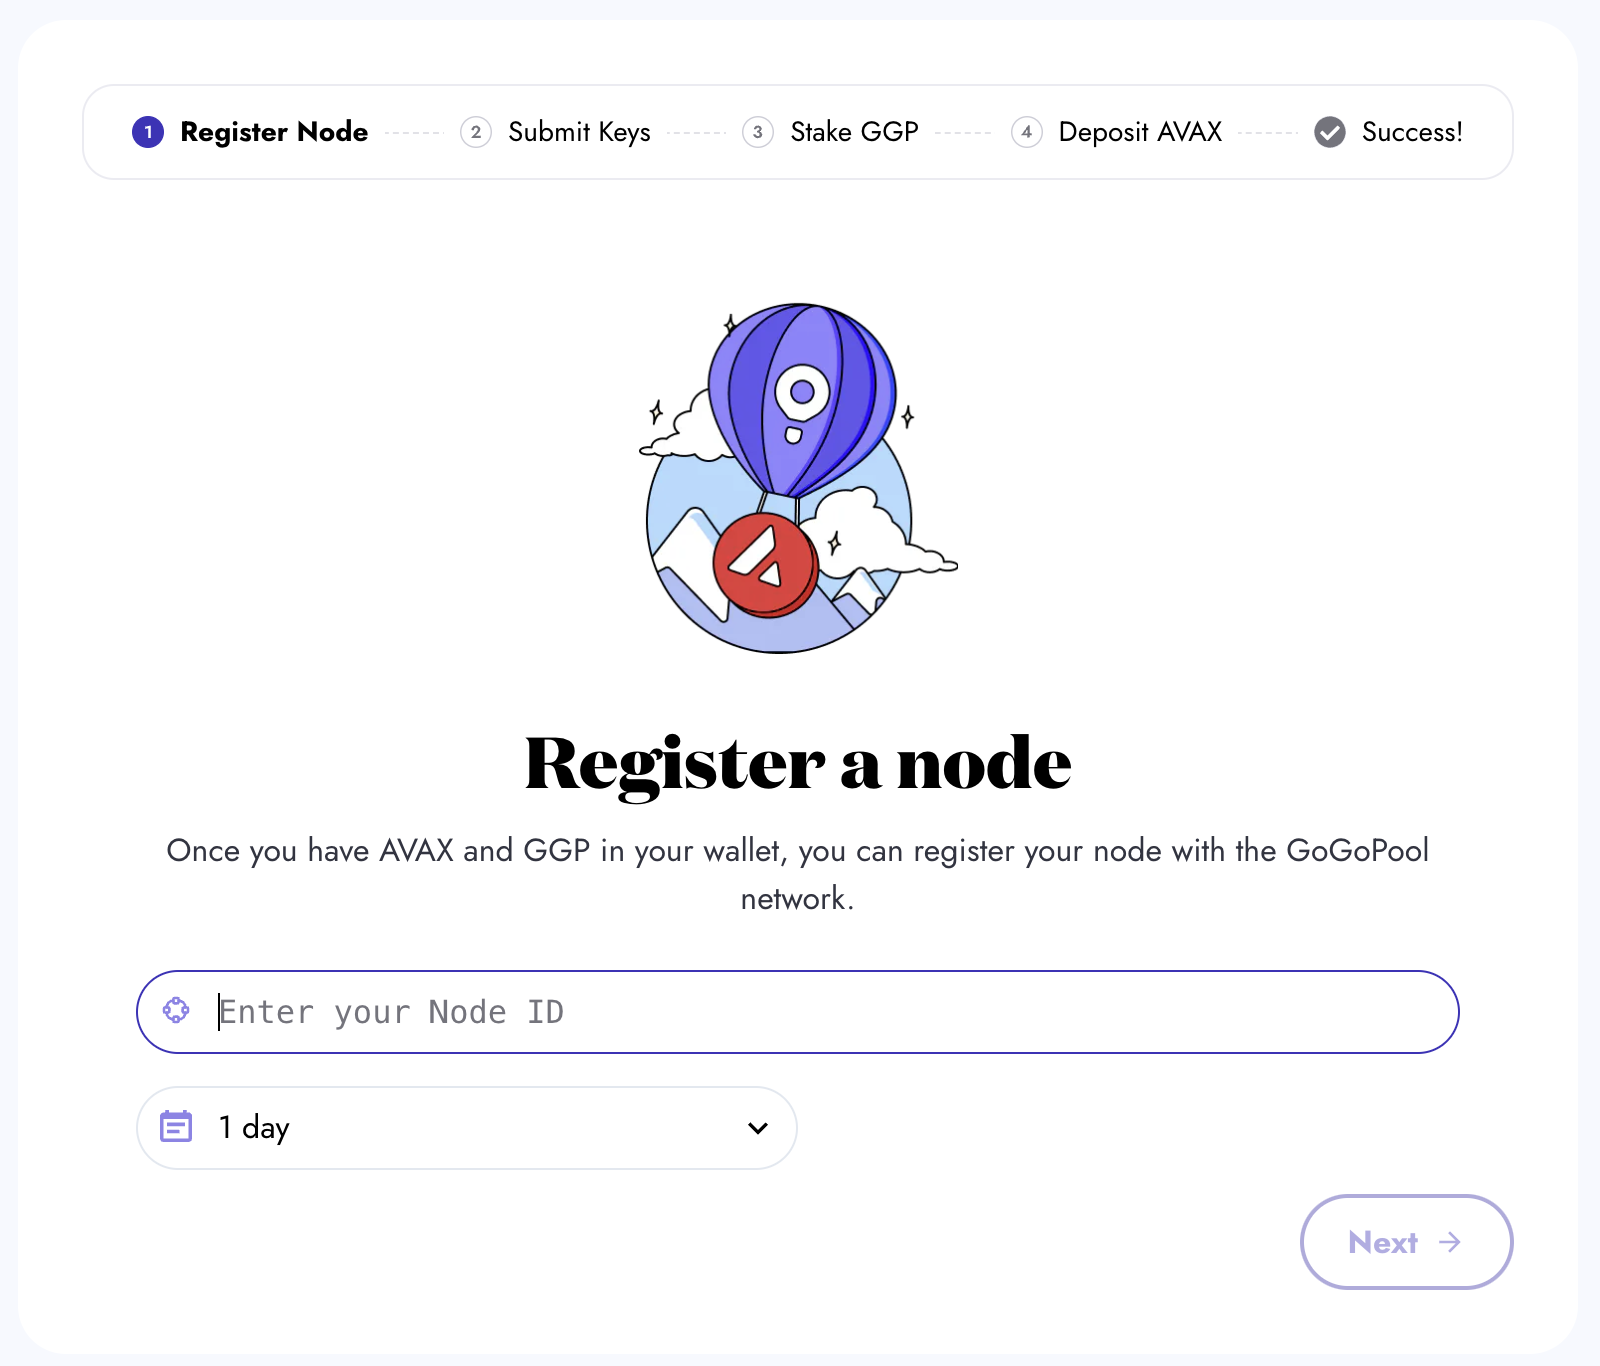 1 Register Node 2 Submit Keys 3 Stake GGP 4 Deposit AVAX Success!
Register a node
Once you have AVAX and GGP in your wallet, you can register your node with the GoGoPool
network.
Enter your Node ID
1 day
Next